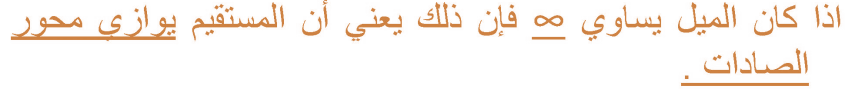 اذا كان الميل يساوي ∞ فإن ذلك يعني أن المستقيم يوازي محور
الصادات .